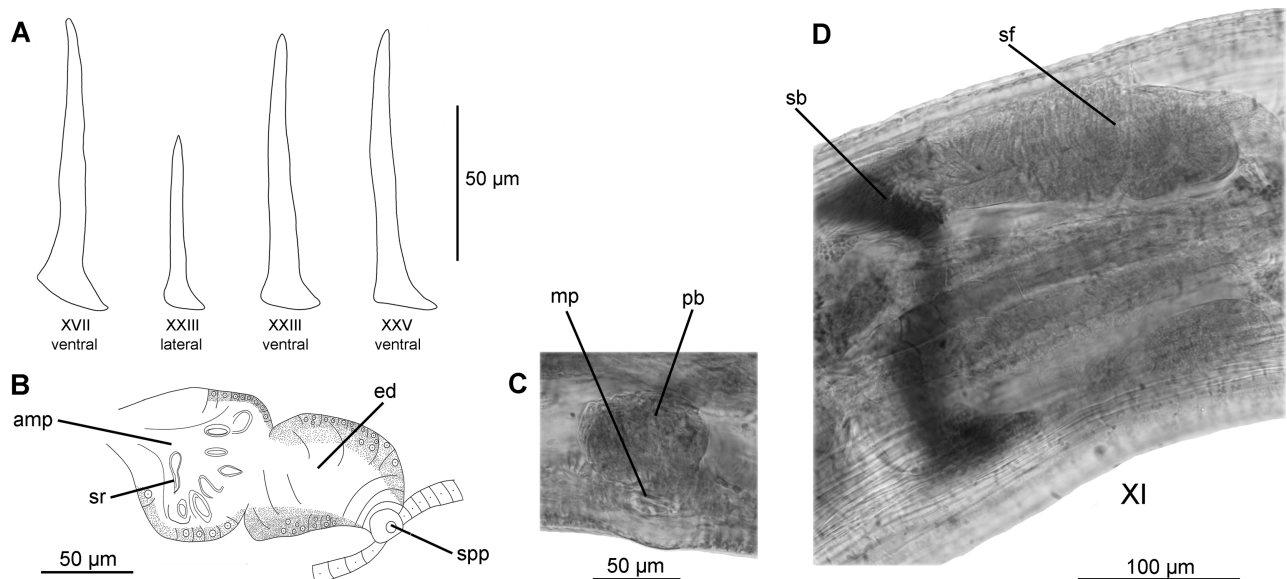 A
50 µm
XVII
ventral
XXIII
lateral
XXIII
ventral
XXV
ventral
B
amp
sr
ed
spp
50 µm
C
mp
pb
50 µm
D
sb
sf
XI
100 µm